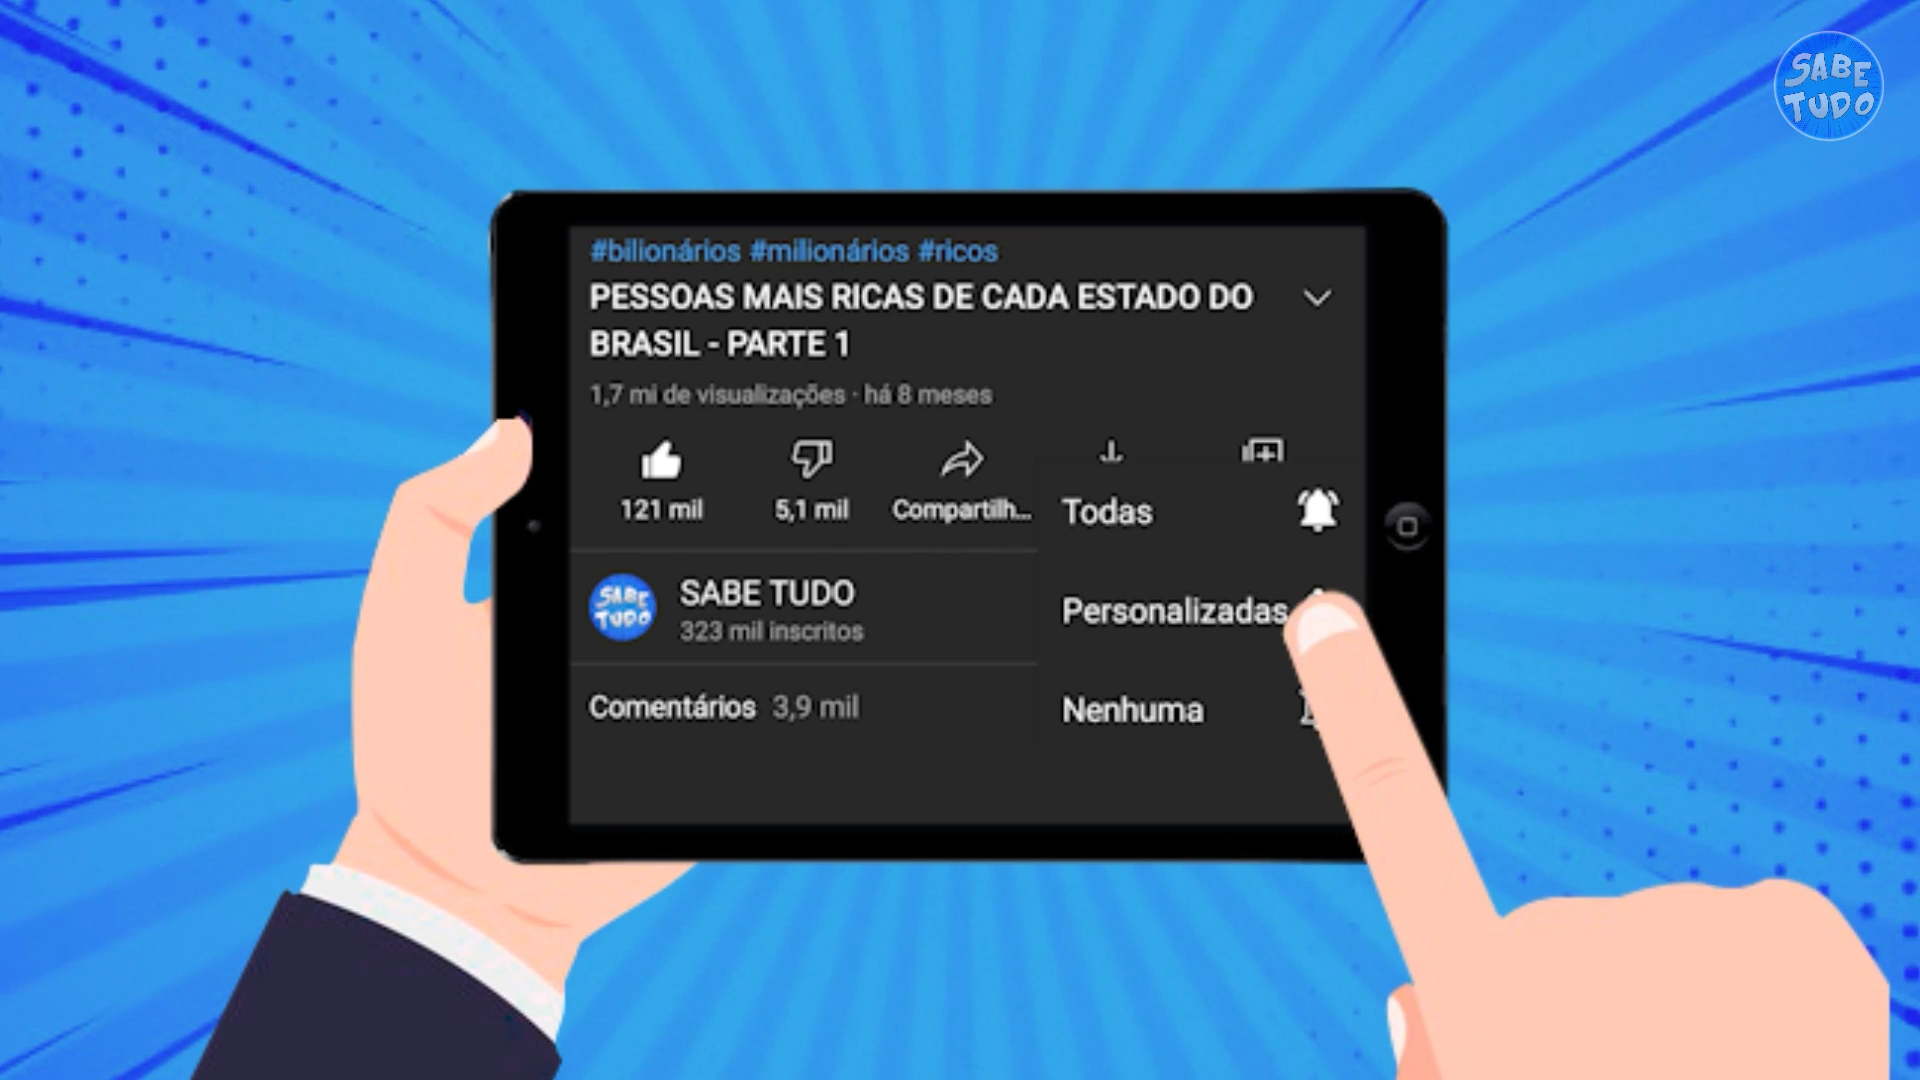 SABE
TUDO
#bilionários #milionários #ricos
PESSOAS MAIS RICAS DE CADA ESTADO DO
BRASIL - PARTE 1
1,7 mi de visualizações · há 8 meses
121 mil
5,1 mil
Compartilh...
Todas
SABE
TUDO
SABE TUDO
323 mil inscritos
Personalizadas
Comentários 3,9 mil
Nenhuma